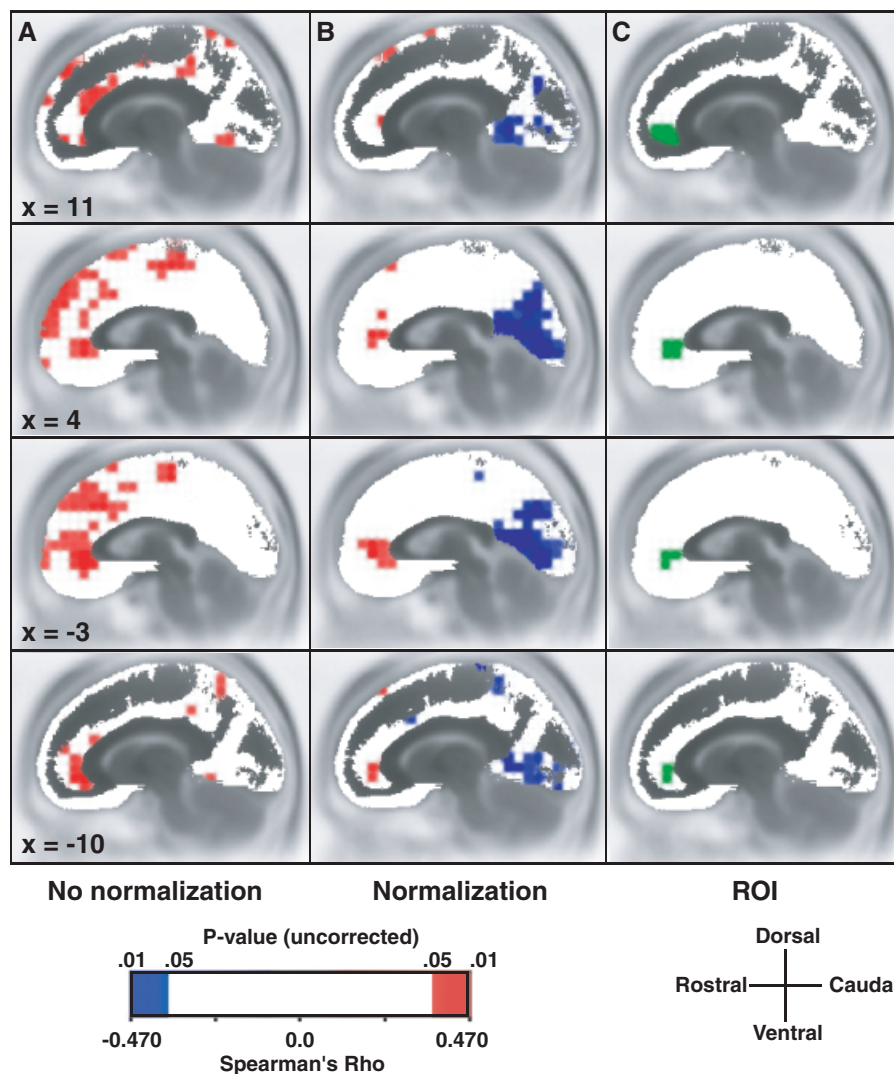 A
B
C
x = 11
x = 4
x = -3
x = -10
No normalization
Normalization
ROI
P-value (uncorrected)
.01 .05 .05 .01
-0.470 0.0 0.470
Spearman's Rho
Dorsal
Rostral Cauda
Ventral